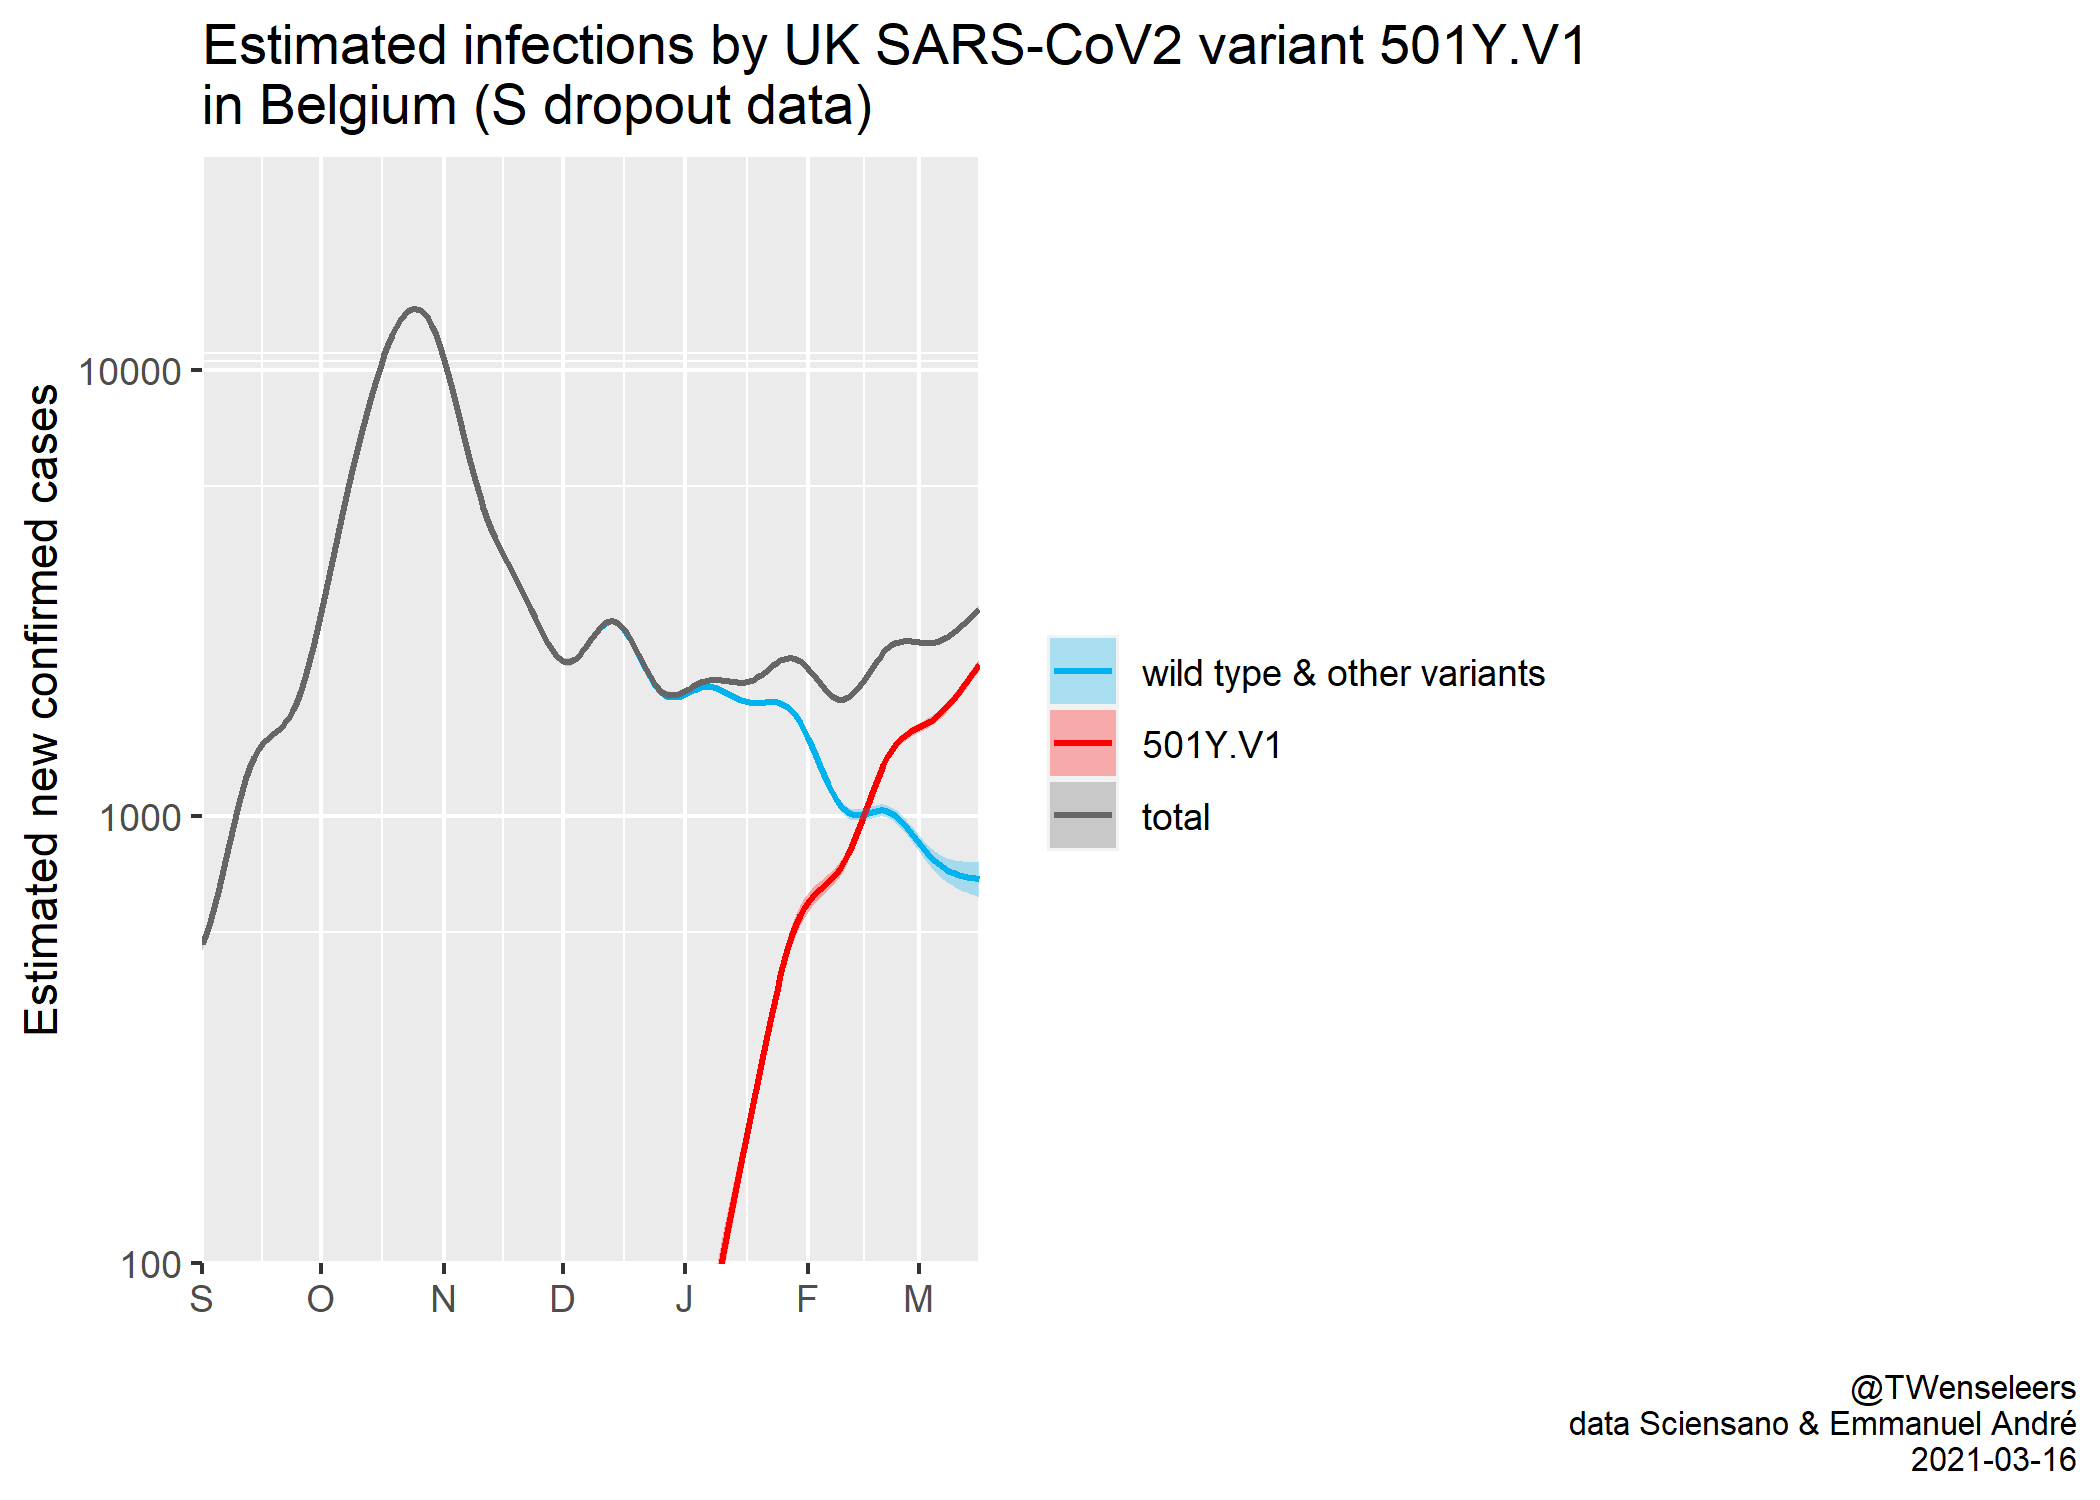 Estimated infections by UK SARS-CoV2 variant 501Y.V1
in Belgium (S dropout data)
Estimated new confirmed cases
10000
1000
100
S
O
N
D
J
F
M
wild type & other variants
501Y.V1
total
@TWenseleers
data Sciensano & Emmanuel André
2021-03-16